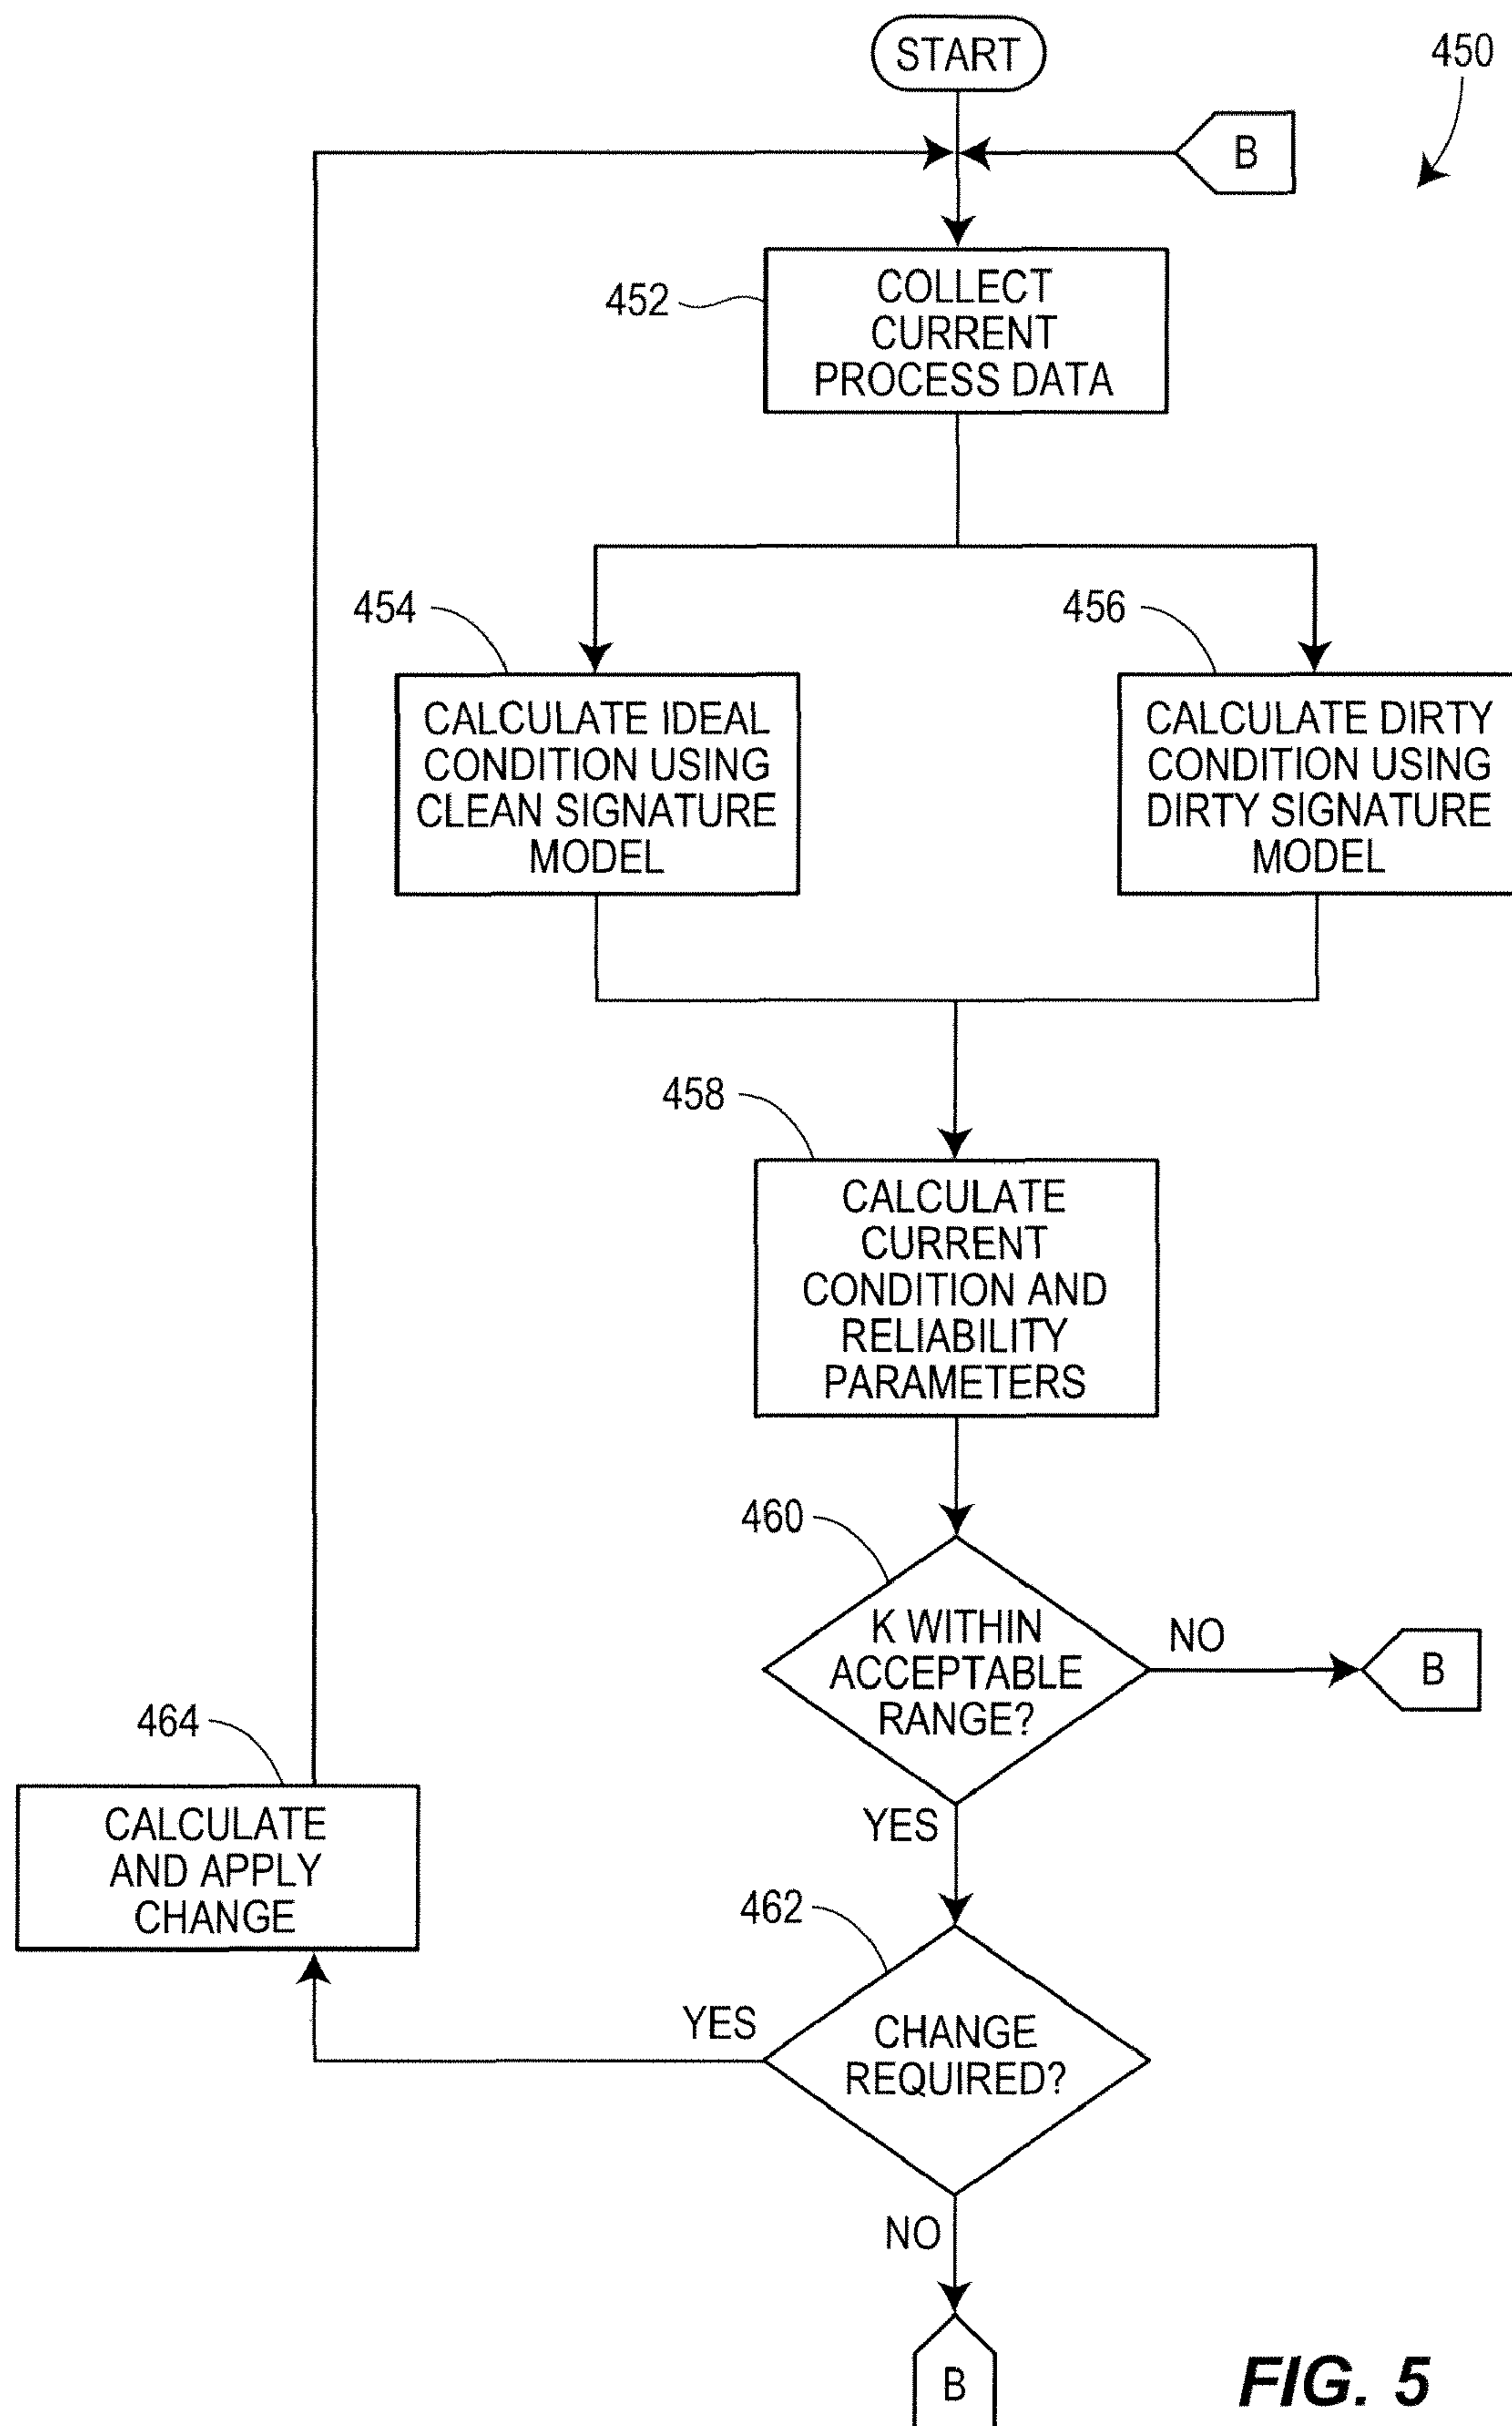 START
450
B
452
COLLECT
CURRENT
PROCESS DATA
454
456
CALCULATE IDEAL
CONDITION USING
CLEAN SIGNATURE
MODEL
CALCULATE DIRTY
CONDITION USING
DIRTY SIGNATURE
MODEL
458
CALCULATE
CURRENT
CONDITION AND
RELIABILITY
PARAMETERS
460
K WITHIN
ACCEPTABLE
RANGE?
NO
B
YES
464
CALCULATE
AND APPLY
CHANGE
462
YES
CHANGE
REQUIRED?
NO
B
FIG. 5